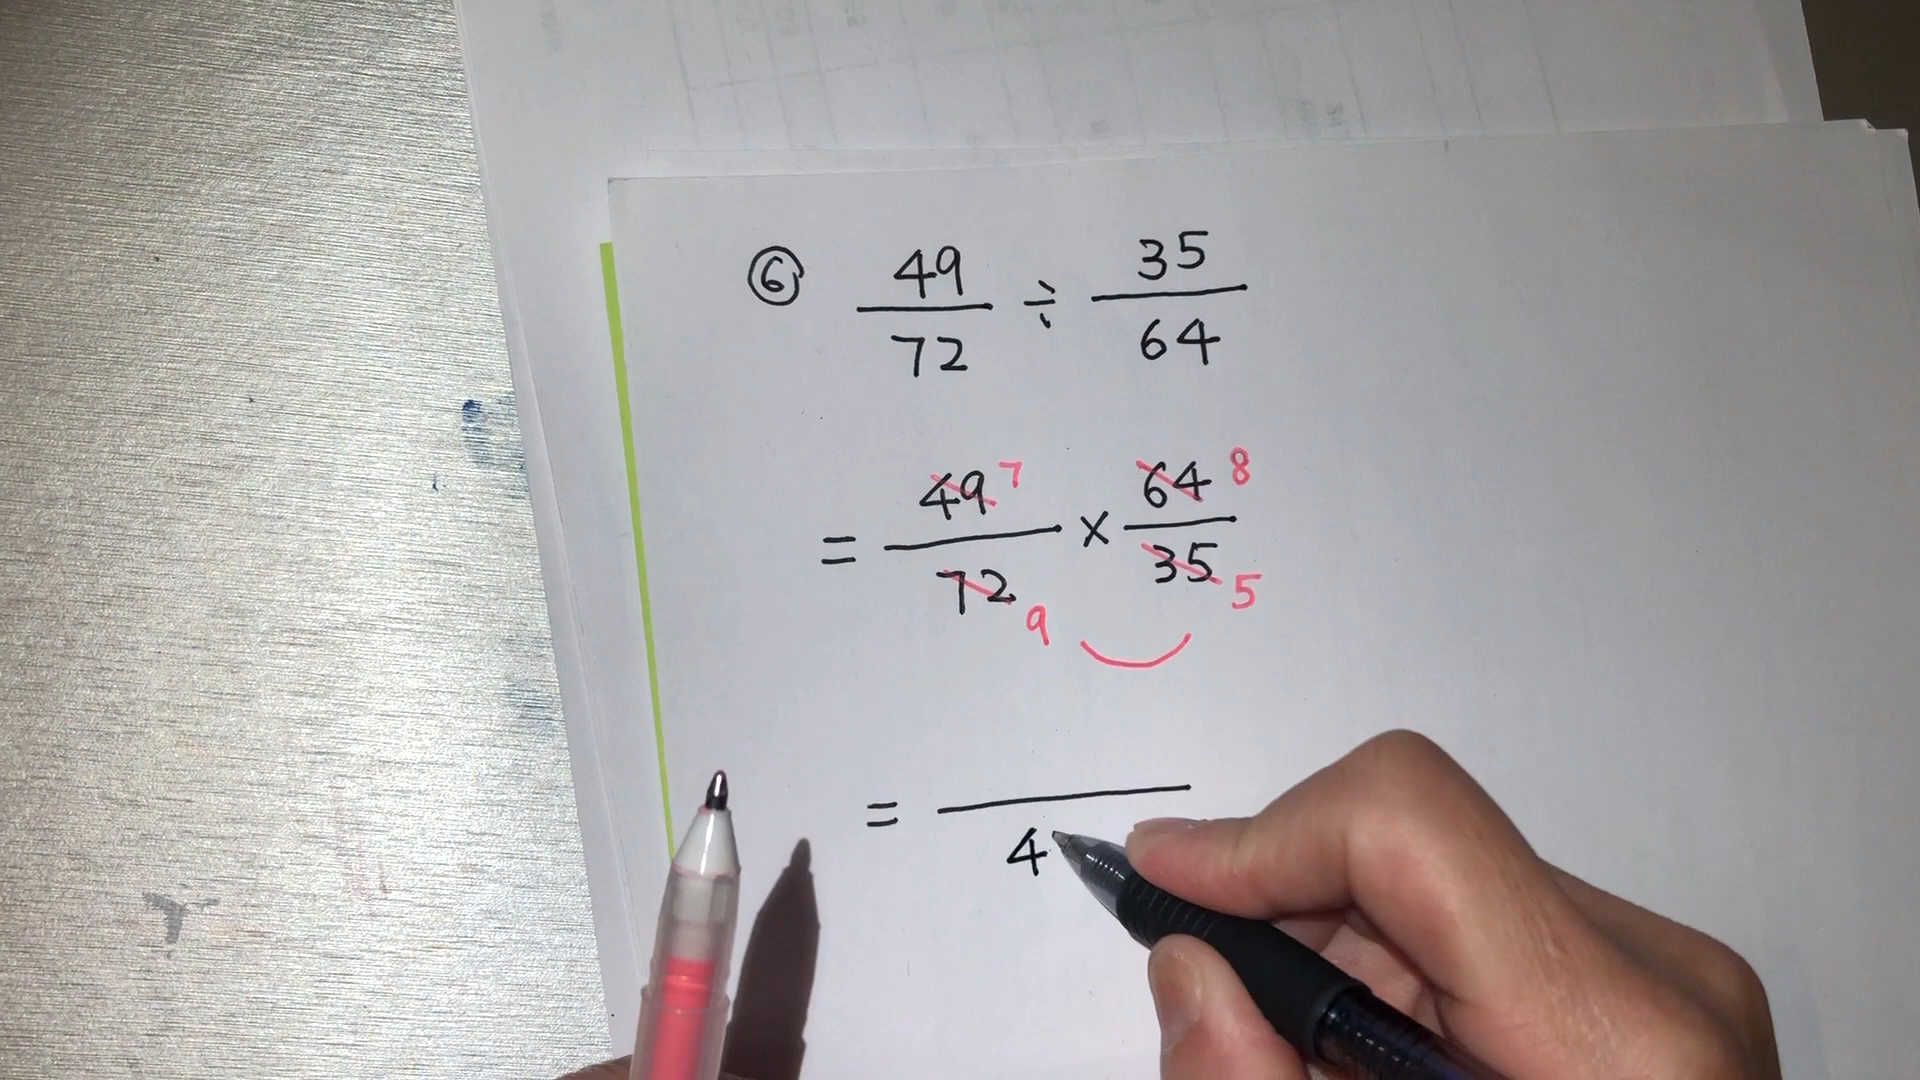 ⑥ 49/72 ÷ 35/64
= 49 7/72 9 × 64 8/35 5
= /4